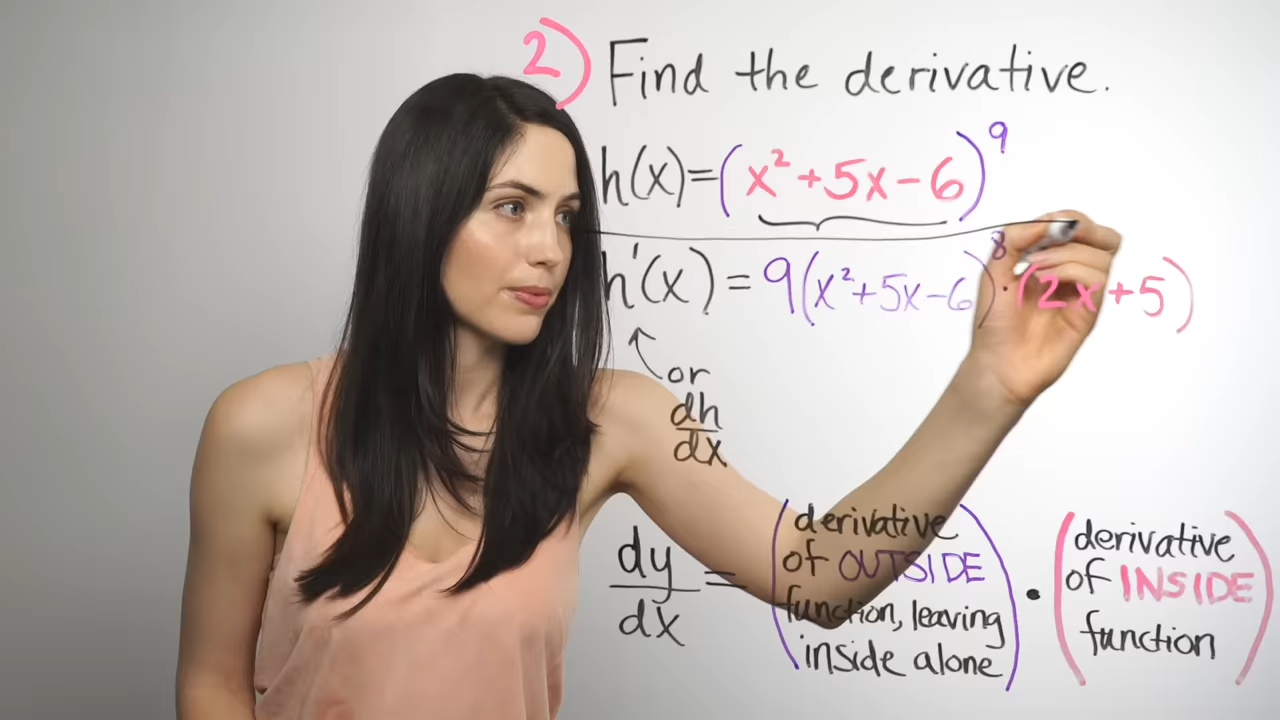 2) Find the derivative.
h(x)=(x²+5x-6)⁹
h'(x) = 9(x²+5x-6)⁸·(2x+5)
or
dh
dx
dy
dx
=
(derivative
of OUTSIDE
function, leaving
inside alone)
·
(derivative
of INSIDE
function)